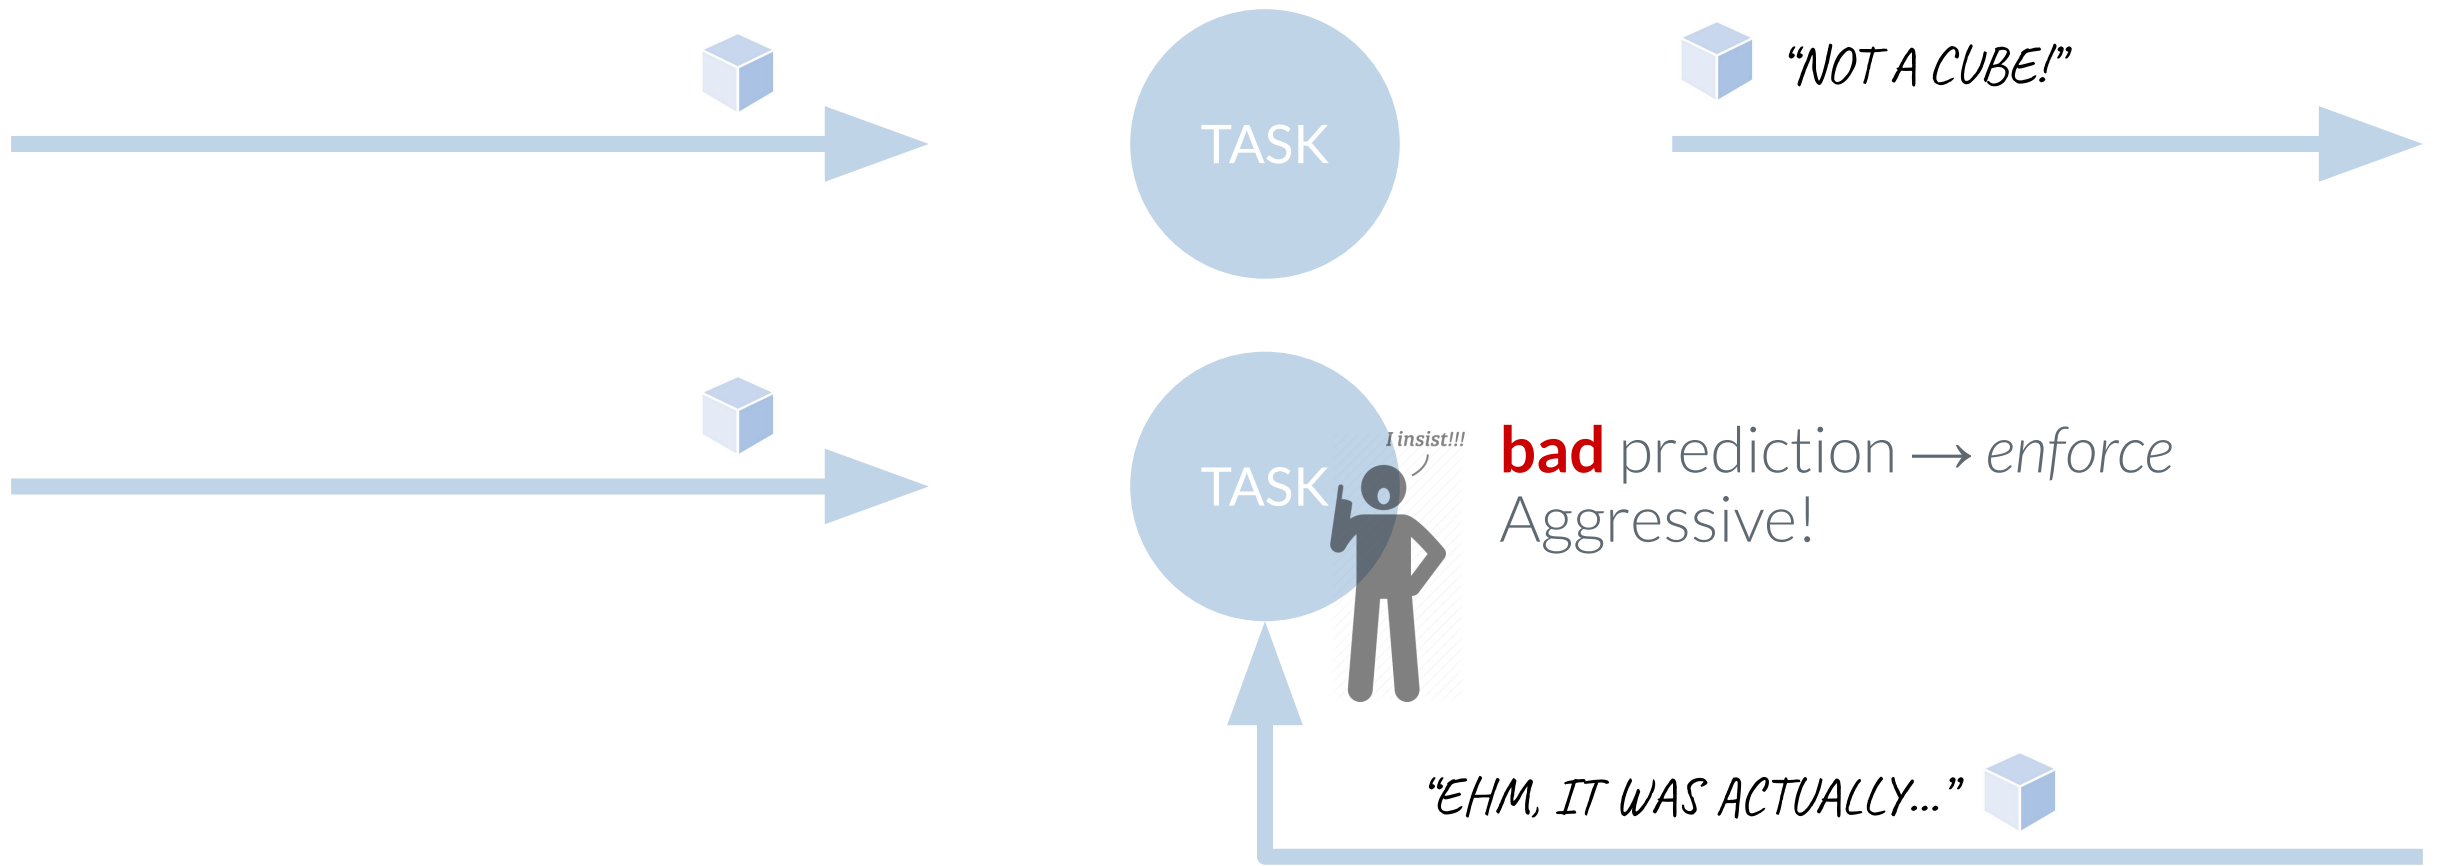 “NOT A CUBE!”
TASK
I insist!!!
TASK
bad prediction → enforce
Aggressive!
“EHM, IT WAS ACTUALLY...”